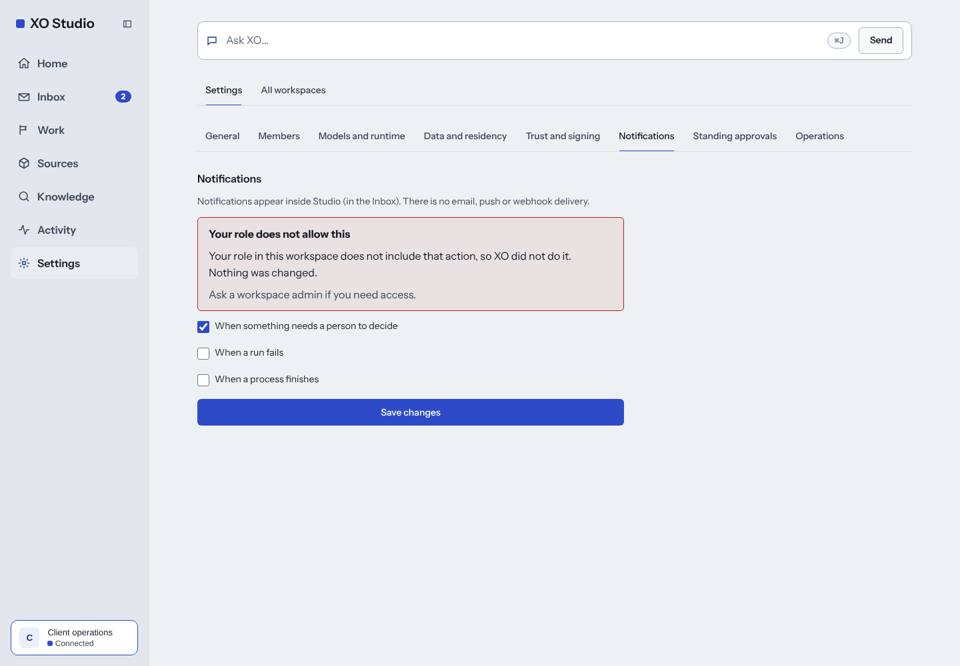 XO Studio
Home
Inbox 2
Work
Sources
Knowledge
Activity
Settings
Client operations
C
Connected
Ask XO...
⌘J
Send
Settings All workspaces
General Members Models and runtime Data and residency Trust and signing Notifications Standing approvals Operations
Notifications
Notifications appear inside Studio (in the Inbox). There is no email, push or webhook delivery.
Your role does not allow this
Your role in this workspace does not include that action, so XO did not do it.
Nothing was changed.
Ask a workspace admin if you need access.
When something needs a person to decide
When a run fails
When a process finishes
Save changes